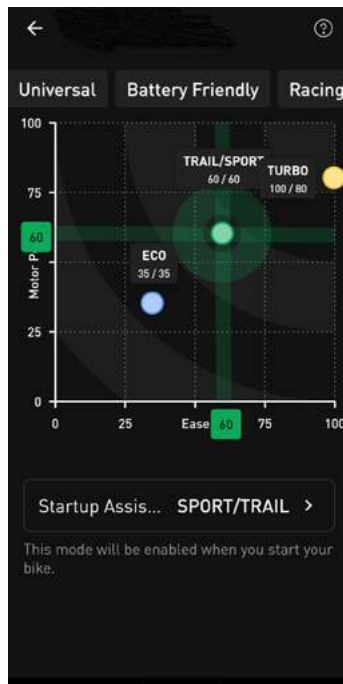 Universal
Battery Friendly
Racing
100
TRAIL/SPORT
60 / 60
TURBO
100 / 80
75
60
Motor P
ECO
35 / 35
25
0
0
25
Ease
60
75
100
Startup Assis...
SPORT/TRAIL >
This mode will be enabled when you start your
bike.